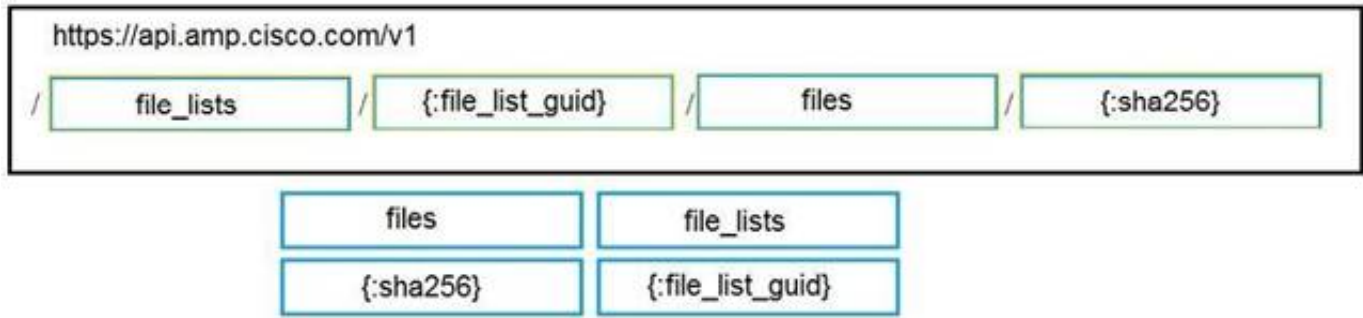 https://api.amp.cisco.com/v1
/ file_lists / {:file_list_guid} / files / {:sha256}
files file_lists
{:sha256} {:file_list_guid}